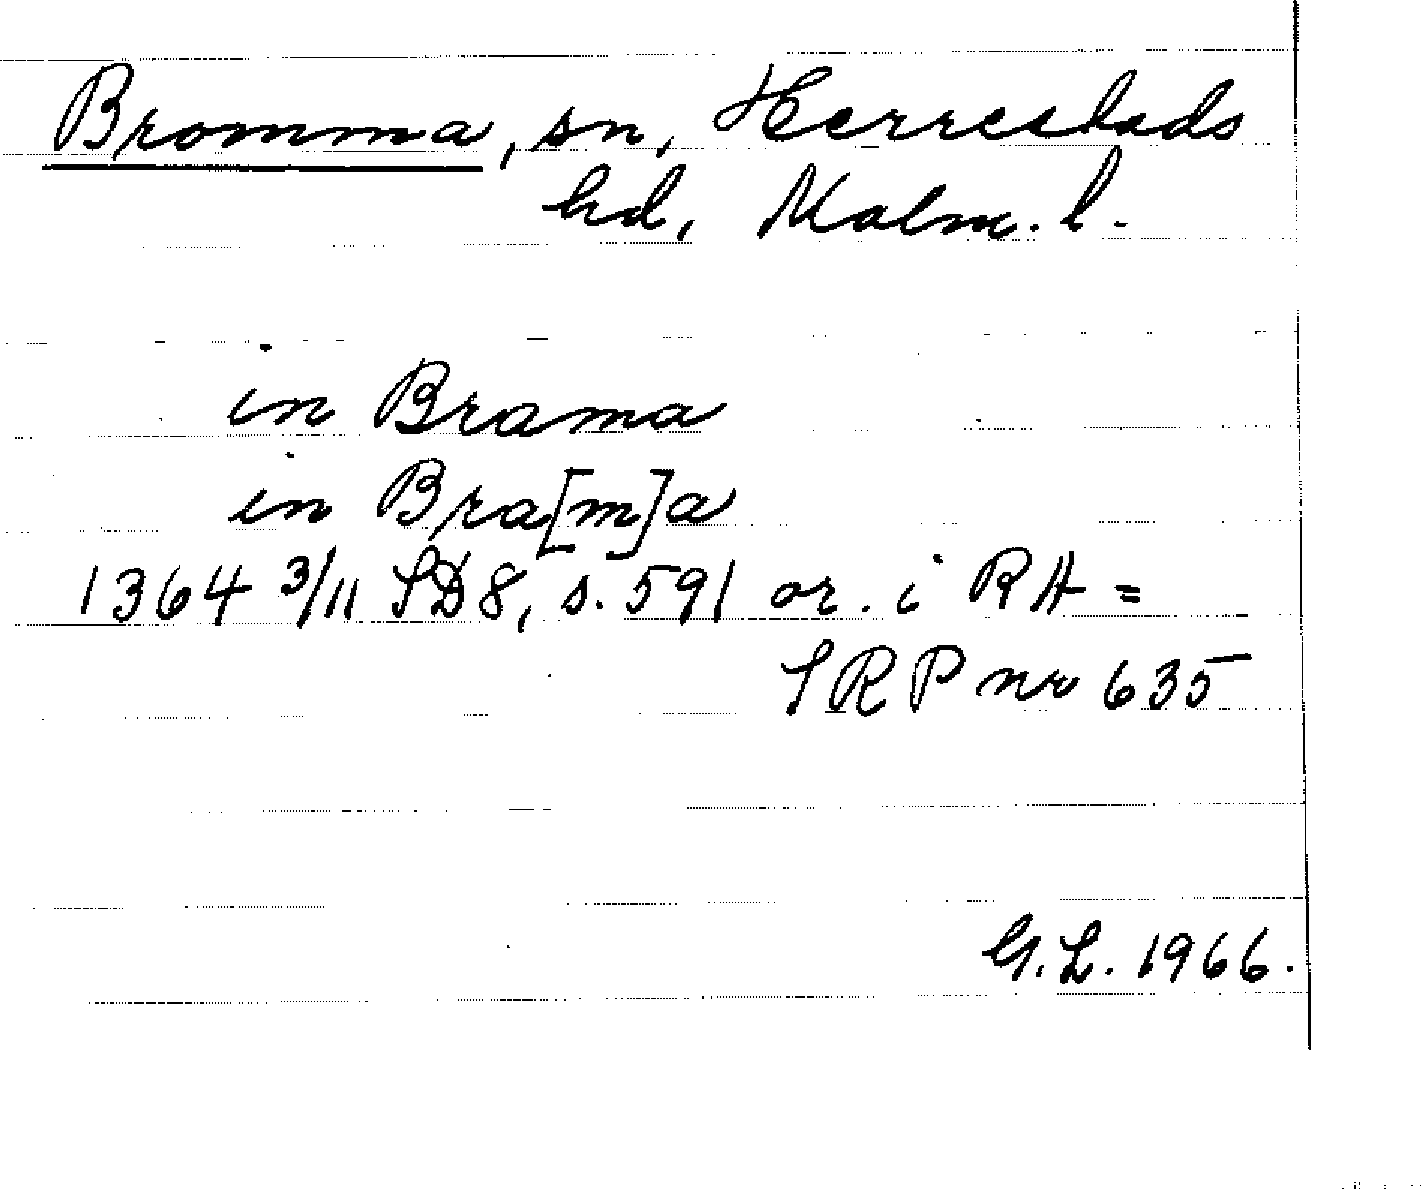 Bromma, sn, Herrestads
hd, Malm. l.
in Brama
in Bra[m]a
1364 3/11 SD8, s. 591 or. i RA =
SRP nr 635
G.L. 1966.